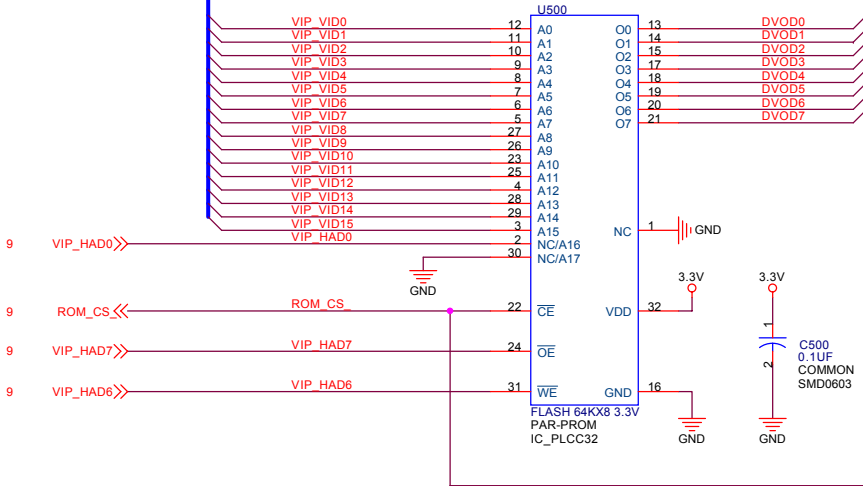 U500
VIP_VID0 12 A0 O0 13 DVOD0
VIP_VID1 11 A1 O1 14 DVOD1
VIP_VID2 10 A2 O2 15 DVOD2
VIP_VID3 9 A3 O3 17 DVOD3
VIP_VID4 8 A4 O4 18 DVOD4
VIP_VID5 7 A5 O5 19 DVOD5
VIP_VID6 6 A6 O6 20 DVOD6
VIP_VID7 5 A7 O7 21 DVOD7
VIP_VID8 27 A8
VIP_VID9 26 A9
VIP_VID10 23 A10
VIP_VID11 25 A11
VIP_VID12 4 A12
VIP_VID13 28 A13
VIP_VID14 29 A14
VIP_VID15 3 A15 NC 1 GND
9 VIP_HAD0 VIP_HAD0 2 NC/A16
30 NC/A17
GND
3.3V 3.3V
9 ROM_CS_ ROM_CS_ 22 CE VDD 32
1
9 VIP_HAD7 VIP_HAD7 24 OE
C500
0.1UF
COMMON
SMD0603
2
9 VIP_HAD6 VIP_HAD6 31 WE GND 16
FLASH 64KX8 3.3V
PAR-PROM
IC_PLCC32
GND GND